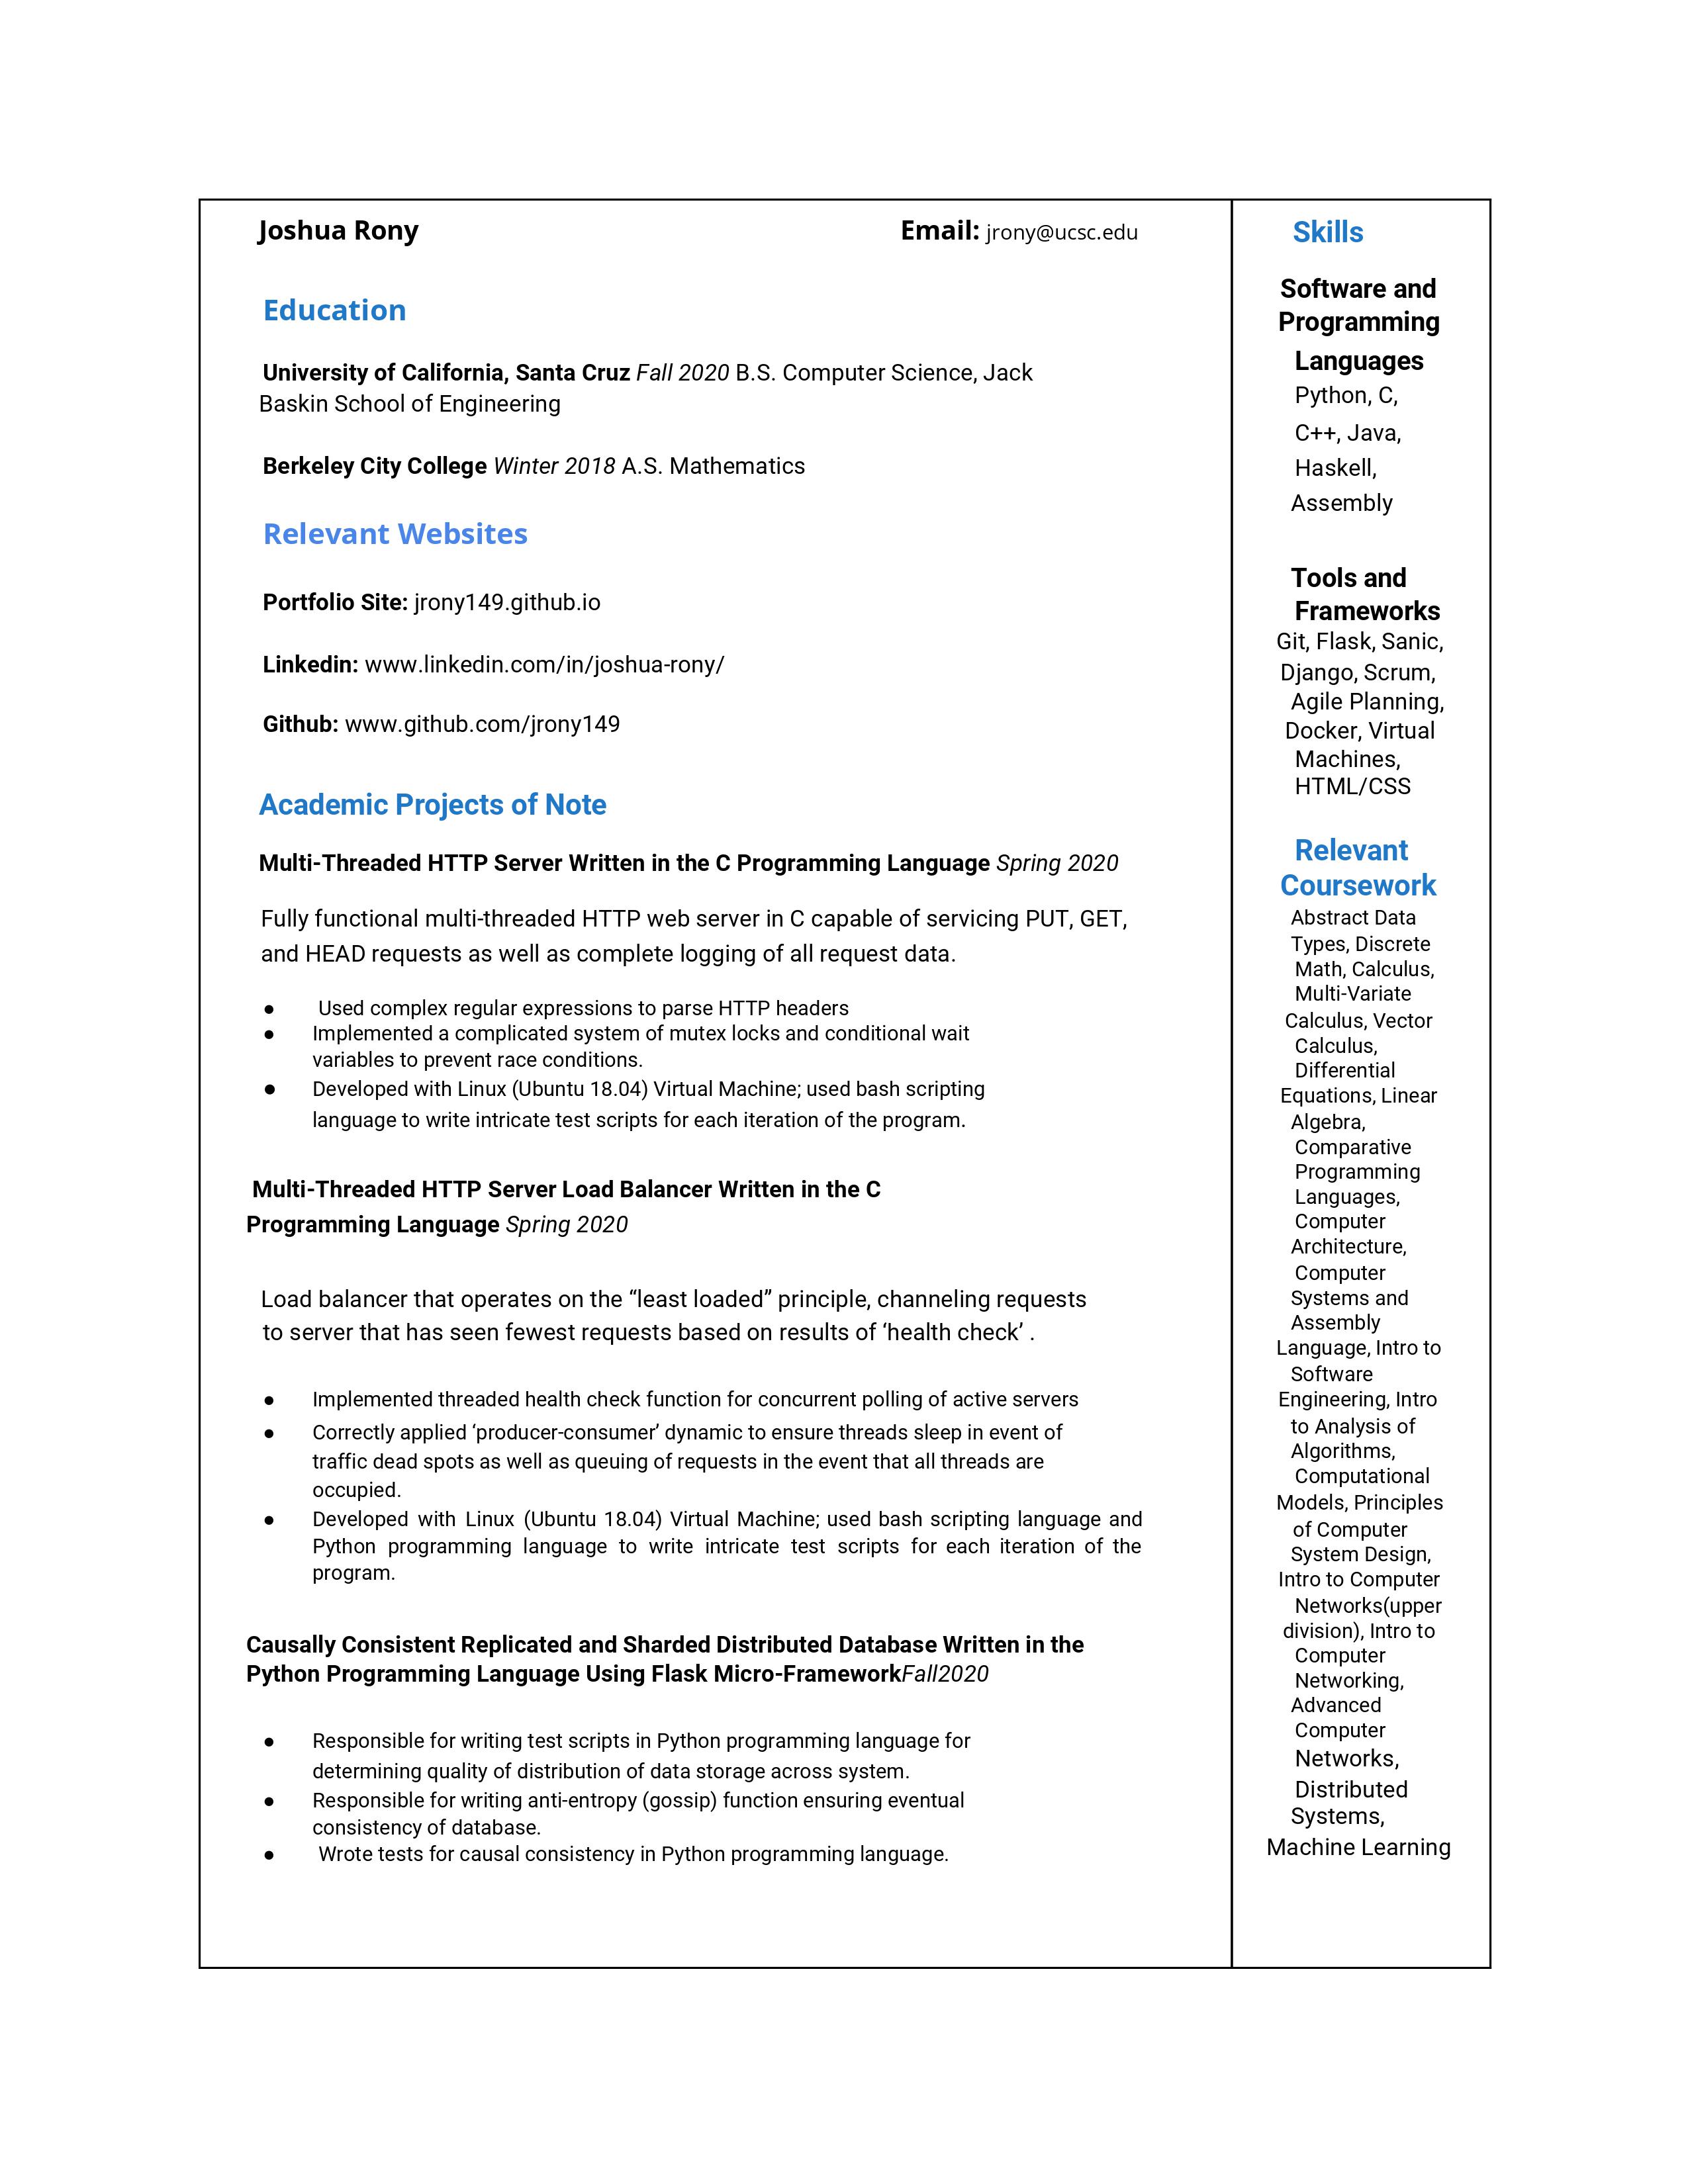 Joshua Rony Email: jrony@ucsc.edu
Education
University of California, Santa Cruz Fall 2020 B.S. Computer Science, Jack
Baskin School of Engineering
Berkeley City College Winter 2018 A.S. Mathematics
Relevant Websites
Portfolio Site: jrony149.github.io
Linkedin: www.linkedin.com/in/joshua-rony/
Github: www.github.com/jrony149
Academic Projects of Note
Multi-Threaded HTTP Server Written in the C Programming Language Spring 2020
Fully functional multi-threaded HTTP web server in C capable of servicing PUT, GET,
and HEAD requests as well as complete logging of all request data.
● Used complex regular expressions to parse HTTP headers
● Implemented a complicated system of mutex locks and conditional wait
variables to prevent race conditions.
● Developed with Linux (Ubuntu 18.04) Virtual Machine; used bash scripting
language to write intricate test scripts for each iteration of the program.
Multi-Threaded HTTP Server Load Balancer Written in the C
Programming Language Spring 2020
Load balancer that operates on the “least loaded” principle, channeling requests
to server that has seen fewest requests based on results of ‘health check’ .
● Implemented threaded health check function for concurrent polling of active servers
● Correctly applied ‘producer-consumer’ dynamic to ensure threads sleep in event of
traffic dead spots as well as queuing of requests in the event that all threads are
occupied.
● Developed with Linux (Ubuntu 18.04) Virtual Machine; used bash scripting language and
Python programming language to write intricate test scripts for each iteration of the
program.
Causally Consistent Replicated and Sharded Distributed Database Written in the
Python Programming Language Using Flask Micro-FrameworkFall2020
● Responsible for writing test scripts in Python programming language for
determining quality of distribution of data storage across system.
● Responsible for writing anti-entropy (gossip) function ensuring eventual
consistency of database.
● Wrote tests for causal consistency in Python programming language.
Skills
Software and
Programming
Languages
Python, C,
C++, Java,
Haskell,
Assembly
Tools and
Frameworks
Git, Flask, Sanic,
Django, Scrum,
Agile Planning,
Docker, Virtual
Machines,
HTML/CSS
Relevant
Coursework
Abstract Data
Types, Discrete
Math, Calculus,
Multi-Variate
Calculus, Vector
Calculus,
Differential
Equations, Linear
Algebra,
Comparative
Programming
Languages,
Computer
Architecture,
Computer
Systems and
Assembly
Language, Intro to
Software
Engineering, Intro
to Analysis of
Algorithms,
Computational
Models, Principles
of Computer
System Design,
Intro to Computer
Networks(upper
division), Intro to
Computer
Networking,
Advanced
Computer
Networks,
Distributed
Systems,
Machine Learning